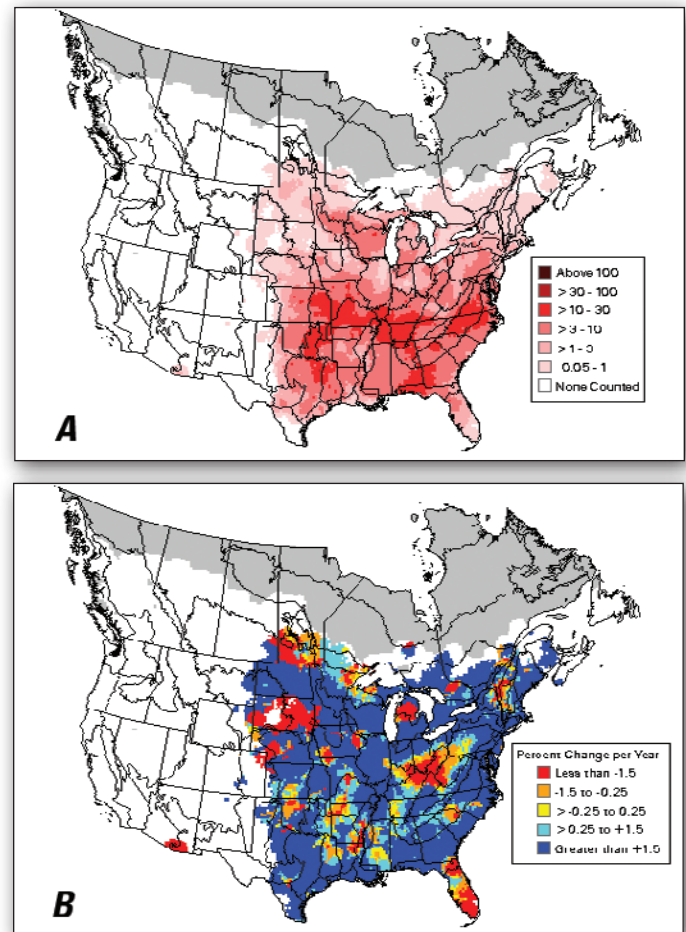 Above 100
>30 - 100
>10 - 30
>3 - 10
>1 - 3
0.05 - 1
None Counted
A
Percent Change per Year
Less than -1.5
-1.5 to -0.25
>-0.25 to 0.25
>0.25 to +1.5
Greater than +1.5
B